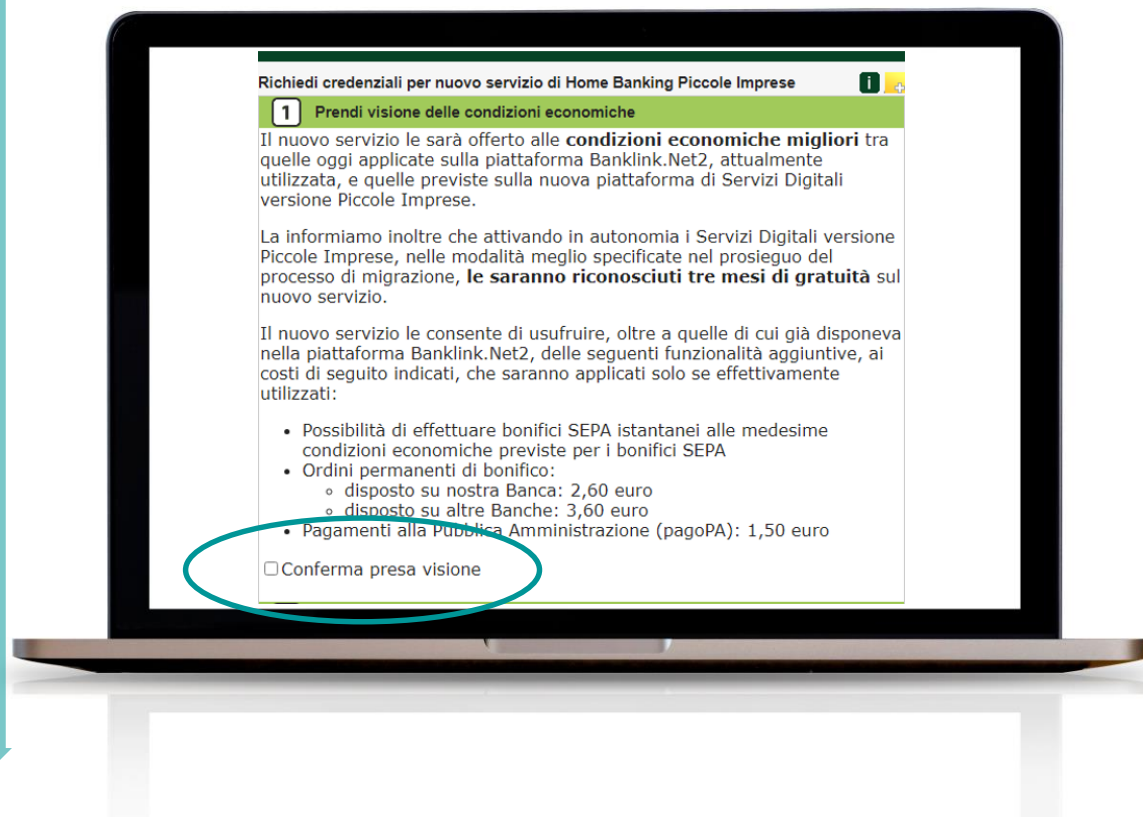 Richiedi credenziali per nuovo servizio di Home Banking Piccole Imprese
i
1 Prendi visione delle condizioni economiche
Il nuovo servizio le sarà offerto alle condizioni economiche migliori tra
quelle oggi applicate sulla piattaforma Banklink.Net2, attualmente
utilizzata, e quelle previste sulla nuova piattaforma di Servizi Digitali
versione Piccole Imprese.
La informiamo inoltre che attivando in autonomia i Servizi Digitali versione
Piccole Imprese, nelle modalità meglio specificate nel prosieguo del
processo di migrazione, le saranno riconosciuti tre mesi di gratuità sul
nuovo servizio.
Il nuovo servizio le consente di usufruire, oltre a quelle di cui già disponeva
nella piattaforma Banklink.Net2, delle seguenti funzionalità aggiuntive, ai
costi di seguito indicati, che saranno applicati solo se effettivamente
utilizzati:
• Possibilità di effettuare bonifici SEPA istantanei alle medesime
condizioni economiche previste per i bonifici SEPA
• Ordini permanenti di bonifico:
◦ disposto su nostra Banca: 2,60 euro
◦ disposto su altre Banche: 3,60 euro
• Pagamenti alla Pubblica Amministrazione (pagoPA): 1,50 euro
Conferma presa visione